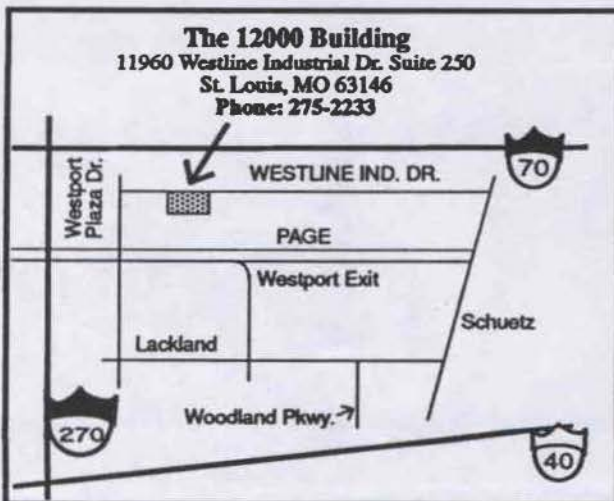 The 12000 Building
11960 Westline Industrial Dr. Suite 250
St. Louis, MO 63146
Phone: 275-2233
70
WESTLINE IND. DR.
Westport
Plaza Dr.
PAGE
Westport Exit
Schuetz
Lackland
Woodland Pkwy.
270
40